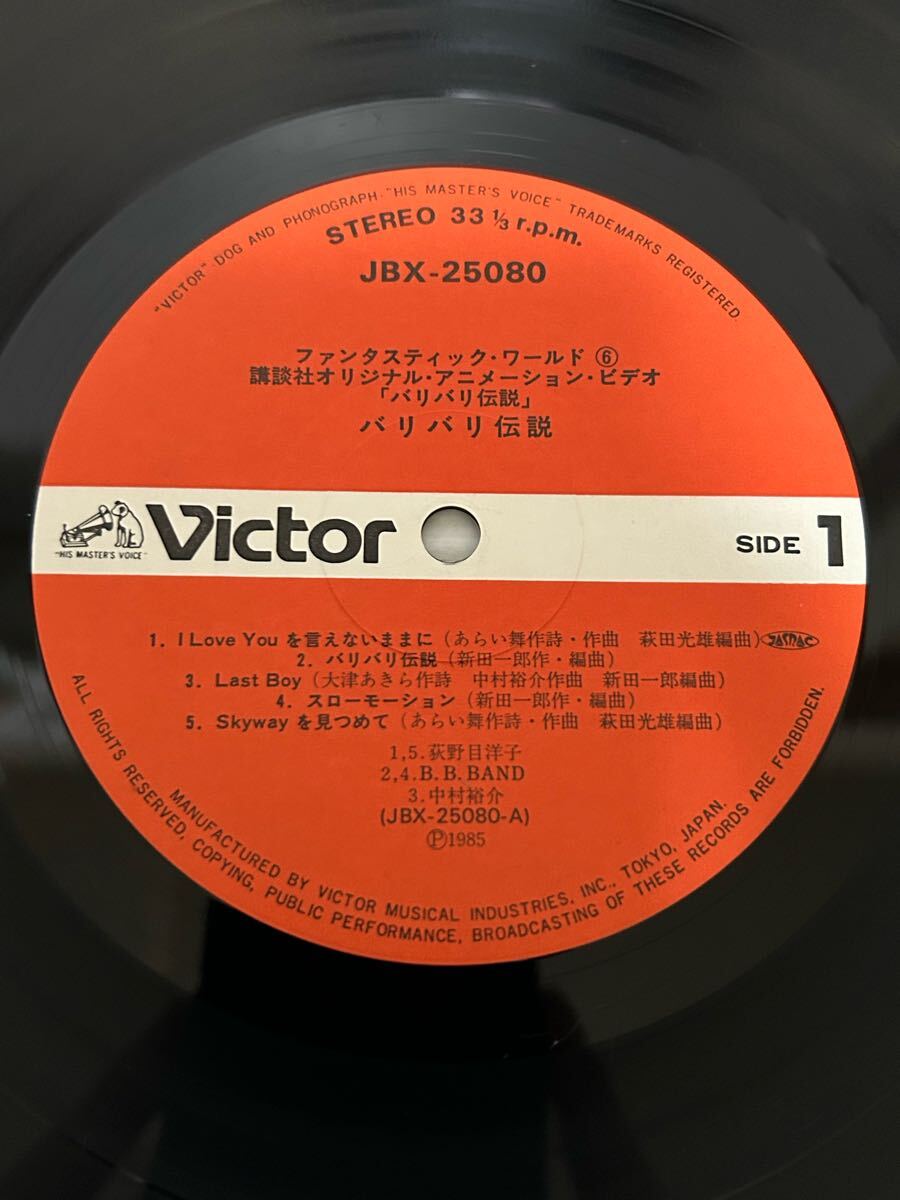 "VICTOR"·DOG AND PHONOGRAPH·"HIS MASTER'S VOICE" TRADEMARKS REGISTERED.
STEREO 33 1/3 r.p.m.
JBX-25080
ファンタスティック・ワールド ⑥
講談社オリジナル・アニメーション・ビデオ
「バリバリ伝説」
バリバリ伝説
"HIS MASTER'S VOICE"
Victor
SIDE 1
1. I Love You を言えないままに（あらい舞作詩・作曲　萩田光雄編曲）JASRAC
2. バリバリ伝説（新田一郎作・編曲）
3. Last Boy（大津あきら作詩　中村裕介作曲　新田一郎編曲）
4. スローモーション（新田一郎作・編曲）
5. Skyway を見つめて（あらい舞作詩・作曲　萩田光雄編曲）
1,5. 荻野目洋子
2,4. B. B. BAND
3. 中村裕介
(JBX-25080-A)
Ⓟ1985
MANUFACTURED BY VICTOR MUSICAL INDUSTRIES, INC., TOKYO, JAPAN.
ALL RIGHTS RESERVED, COPYING, PUBLIC PERFORMANCE, BROADCASTING OF THESE RECORDS ARE FORBIDDEN.